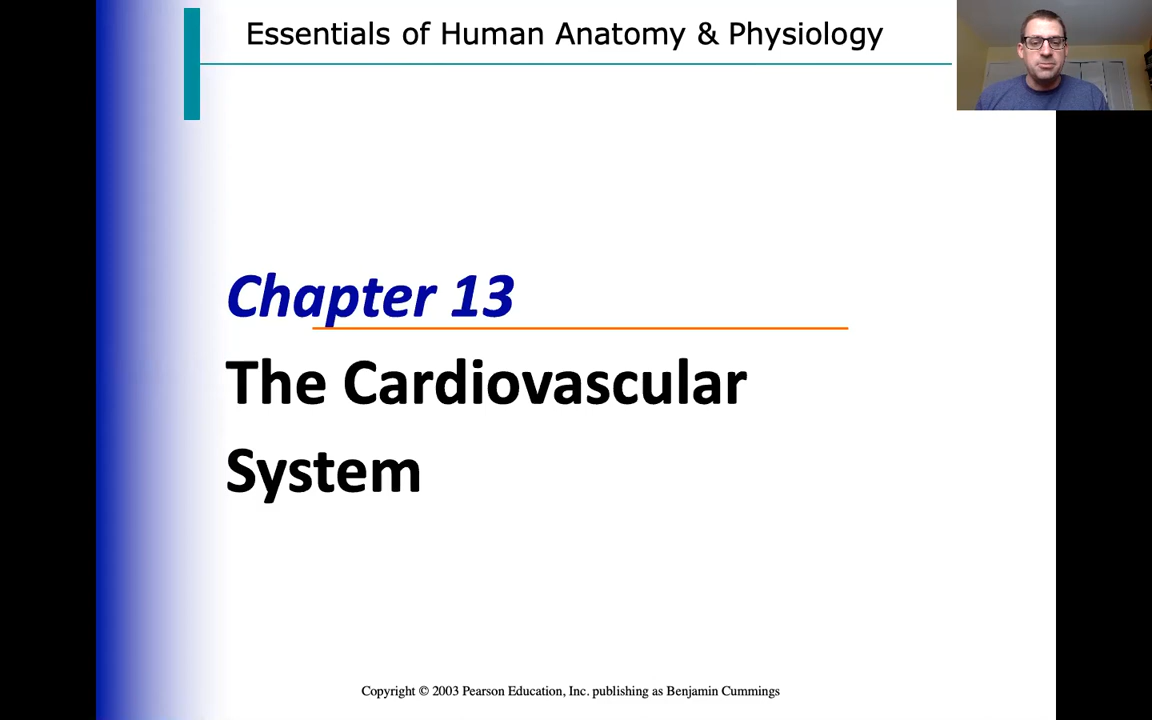 Essentials of Human Anatomy & Physiology
Chapter 13
The Cardiovascular
System
Copyright © 2003 Pearson Education, Inc. publishing as Benjamin Cummings